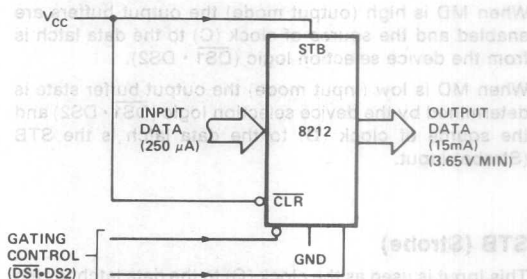 When MD is high (output mode) the output buffers are
enabled and the source of clock (C) to the data latch is
from the device selection logic (DS1 · DS2).
When MD is low (input mode) the output buffer state is
determined by the device selection logic (DS1 · DS2) and
the source of clock (C) to the data latch is the STB
(Strobe) input.
STB (Strobe)
This input is used as the clock (C) to the data latch
VCC
STB
INPUT
DATA
(250 μA)
8212
OUTPUT
DATA
(15mA)
(3.65V MIN)
C̅L̅R̅
GATING
CONTROL
(D̅S̅1̅•DS2)
GND